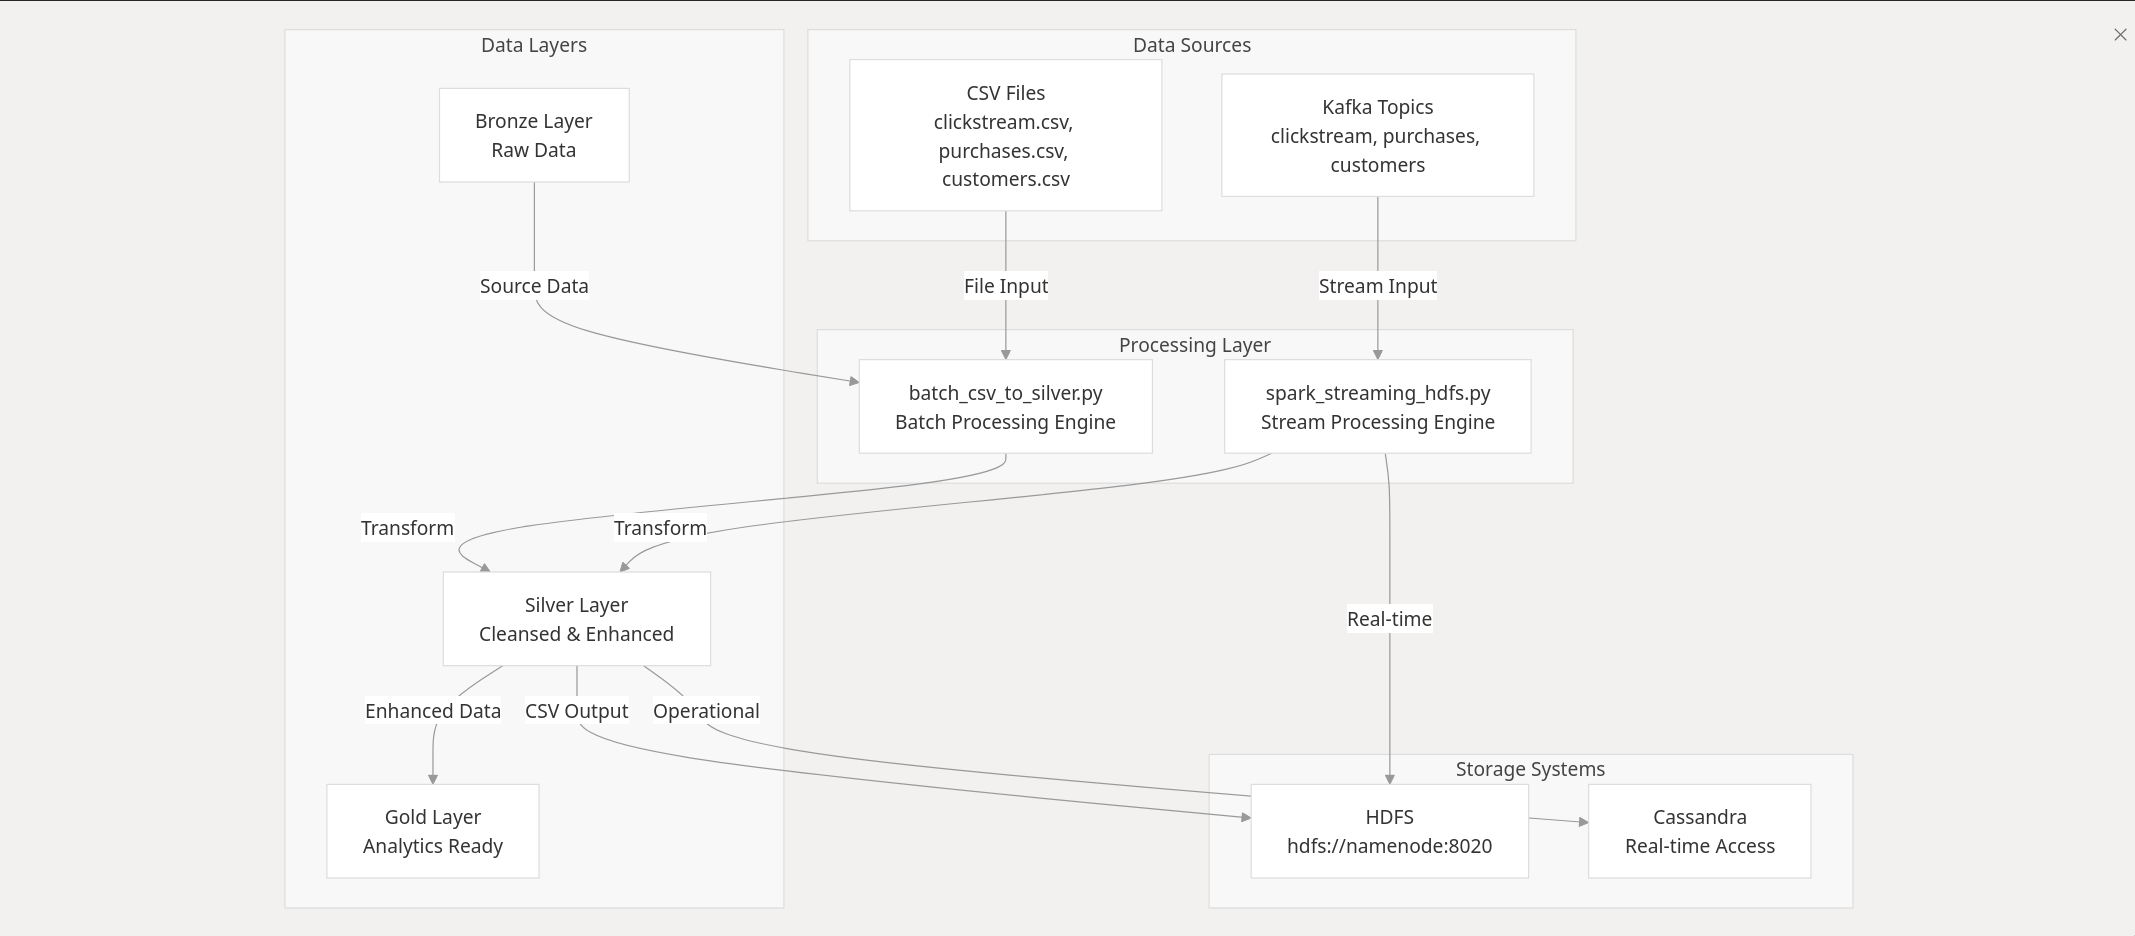 Data Layers
Bronze Layer
Raw Data
Source Data
Data Sources
CSV Files
clickstream.csv,
purchases.csv,
customers.csv
Kafka Topics
clickstream, purchases,
customers
File Input
Stream Input
Processing Layer
batch_csv_to_silver.py
Batch Processing Engine
spark_streaming_hdfs.py
Stream Processing Engine
Transform
Transform
Silver Layer
Cleansed & Enhanced
Real-time
Enhanced Data
CSV Output
Operational
Gold Layer
Analytics Ready
Storage Systems
HDFS
hdfs://namenode:8020
Cassandra
Real-time Access